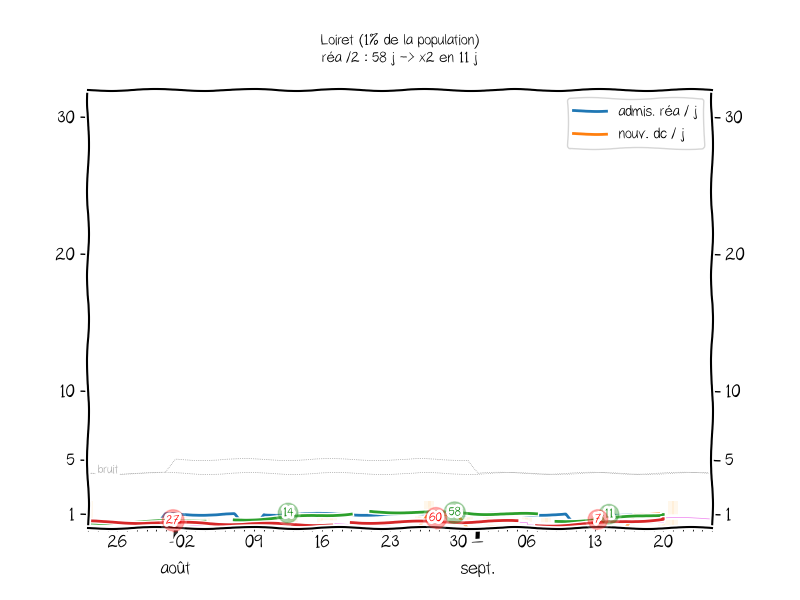 Loiret (1% de la population)
réa /2 : 58 j -> x2 en 11 j
admis. réa / j
nouv. dc / j
30 30
20 20
10 10
5 5
bruit
1 1
27 14 60 58 7 11
26 02 09 16 23 30 06 13 20
août sept.